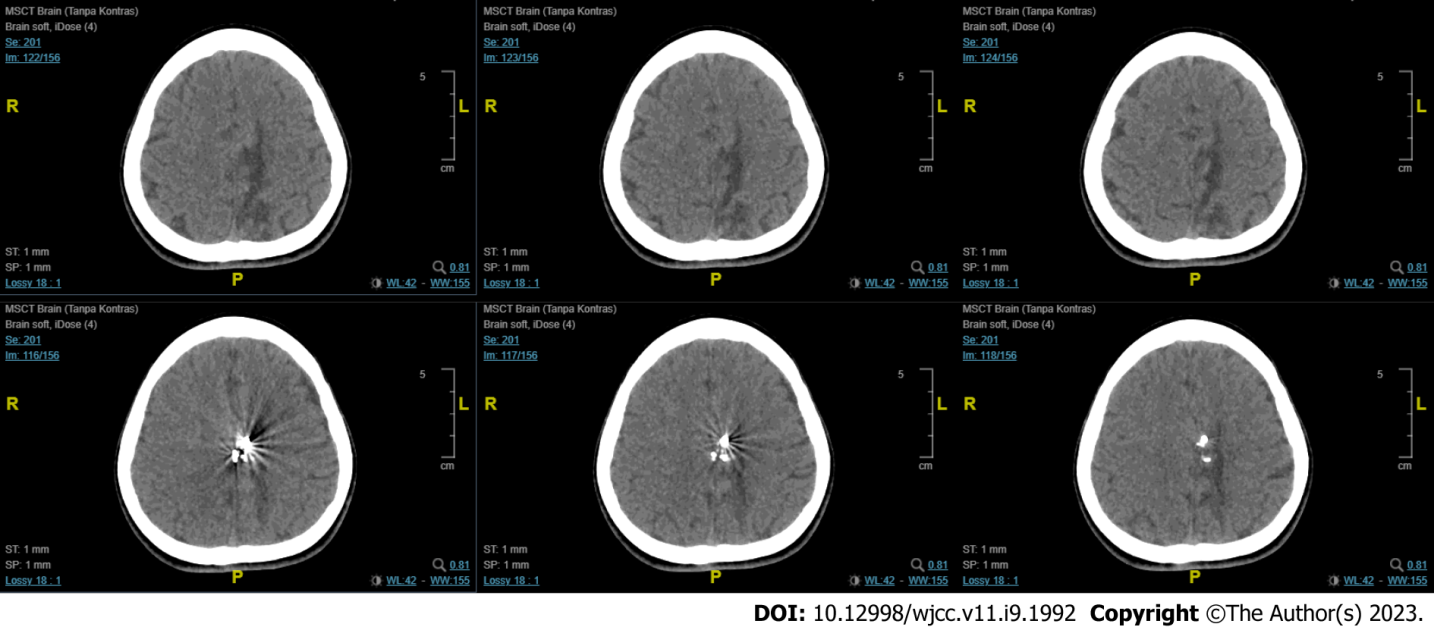 MSCT Brain (Tanpa Kontras)
Brain soft, iDose (4)
Se: 201
Im: 122/156
R
5
L
cm
ST: 1 mm
SP: 1 mm
Lossy 18 : 1
P
0.81
WL:42 - WW:155
MSCT Brain (Tanpa Kontras)
Brain soft, iDose (4)
Se: 201
Im: 123/156
R
5
L
cm
ST: 1 mm
SP: 1 mm
Lossy 18 : 1
P
0.81
WL:42 - WW:155
MSCT Brain (Tanpa Kontras)
Brain soft, iDose (4)
Se: 201
Im: 124/156
R
5
L
cm
ST: 1 mm
SP: 1 mm
Lossy 18 : 1
P
0.81
WL:42 - WW:155
MSCT Brain (Tanpa Kontras)
Brain soft, iDose (4)
Se: 201
Im: 116/156
R
5
L
cm
ST: 1 mm
SP: 1 mm
Lossy 18 : 1
P
0.81
WL:42 - WW:155
MSCT Brain (Tanpa Kontras)
Brain soft, iDose (4)
Se: 201
Im: 117/156
R
5
L
cm
ST: 1 mm
SP: 1 mm
Lossy 18 : 1
P
0.81
WL:42 - WW:155
MSCT Brain (Tanpa Kontras)
Brain soft, iDose (4)
Se: 201
Im: 118/156
R
5
L
cm
ST: 1 mm
SP: 1 mm
Lossy 18 : 1
P
0.81
WL:42 - WW:155
DOI: 10.12998/wjcc.v11.i9.1992 Copyright ©The Author(s) 2023.